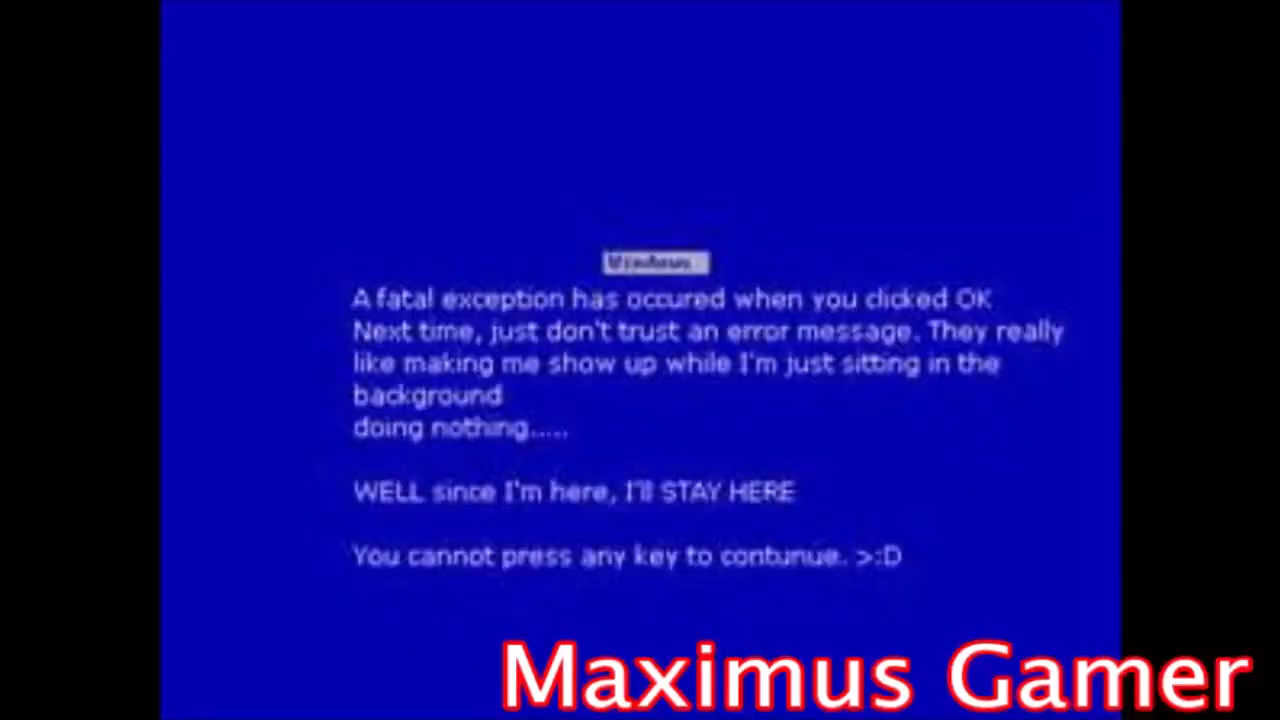 Windows
A fatal exception has occured when you clicked OK
Next time, just don't trust an error message. They really
like making me show up while I'm just sitting in the
background
doing nothing.....
WELL since I'm here, I'll STAY HERE
You cannot press any key to contunue. >:D
Maximus Gamer